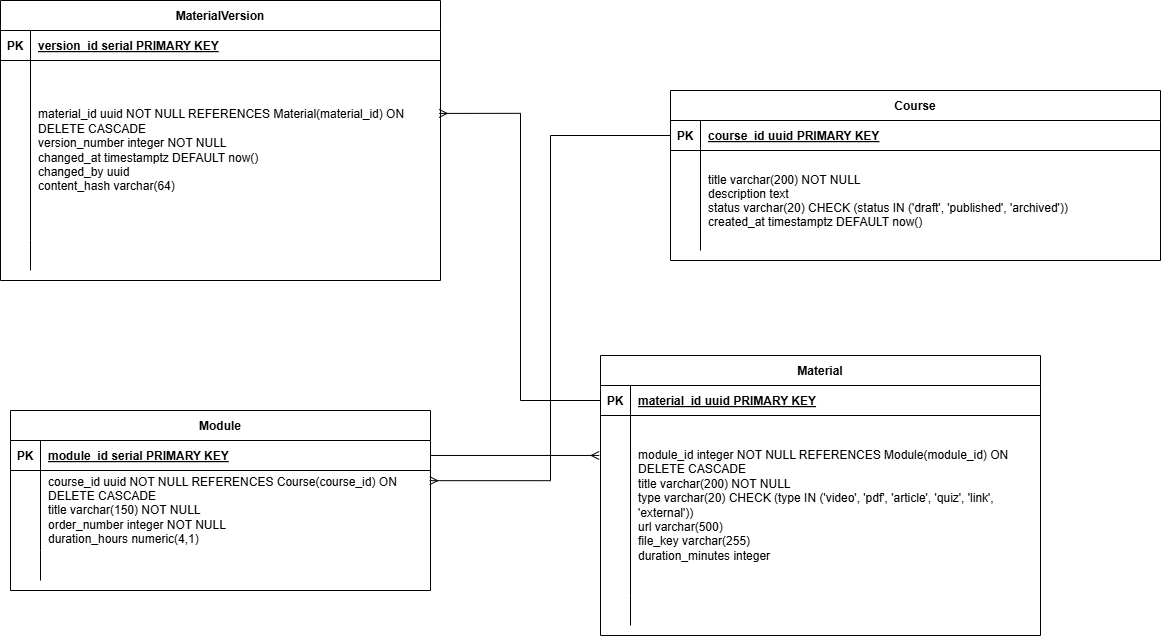 MaterialVersion
PK
version_id serial PRIMARY KEY
material_id uuid NOT NULL REFERENCES Material(material_id) ON
DELETE CASCADE
version_number integer NOT NULL
changed_at timestamptz DEFAULT now()
changed_by uuid
content_hash varchar(64)
Course
PK
course_id uuid PRIMARY KEY
title varchar(200) NOT NULL
description text
status varchar(20) CHECK (status IN ('draft', 'published', 'archived'))
created_at timestamptz DEFAULT now()
Material
PK
material_id uuid PRIMARY KEY
module_id integer NOT NULL REFERENCES Module(module_id) ON
DELETE CASCADE
title varchar(200) NOT NULL
type varchar(20) CHECK (type IN ('video', 'pdf', 'article', 'quiz', 'link',
'external'))
url varchar(500)
file_key varchar(255)
duration_minutes integer
Module
PK
module_id serial PRIMARY KEY
course_id uuid NOT NULL REFERENCES Course(course_id) ON
DELETE CASCADE
title varchar(150) NOT NULL
order_number integer NOT NULL
duration_hours numeric(4,1)